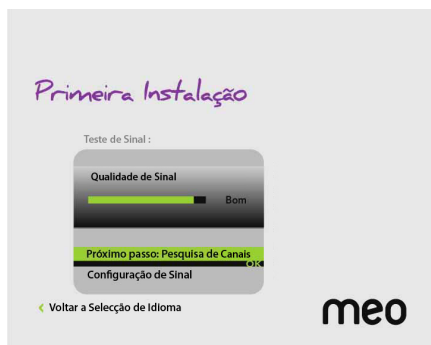 Primeira Instalação
Teste de Sinal :
Qualidade de Sinal
Bom
Próximo passo: Pesquisa de Canais
OK
Configuração de Sinal
‹ Voltar a Selecção de Idioma
meo